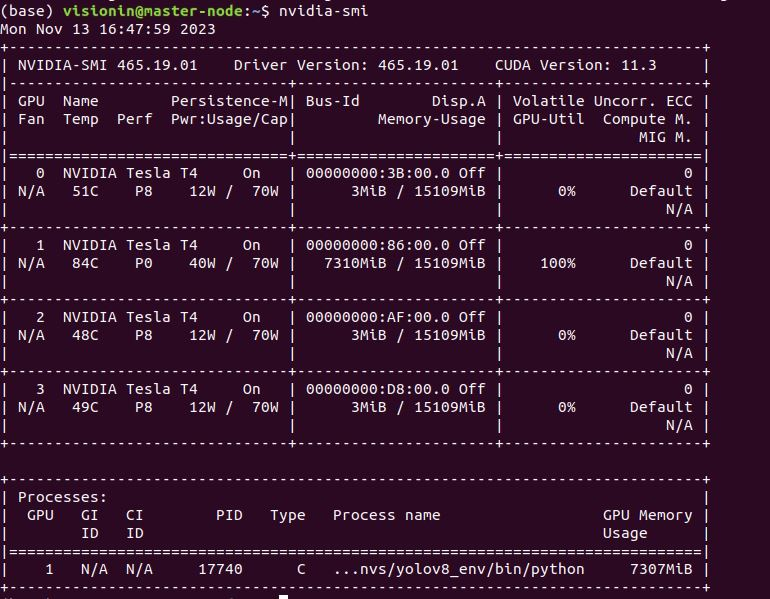 (base) visionin@master-node:~$ nvidia-smi
Mon Nov 13 16:47:59 2023
+-----------------------------------------------------------------------------+
| NVIDIA-SMI 465.19.01    Driver Version: 465.19.01    CUDA Version: 11.3     |
|-------------------------------+----------------------+----------------------+
| GPU  Name        Persistence-M| Bus-Id        Disp.A | Volatile Uncorr. ECC |
| Fan  Temp  Perf  Pwr:Usage/Cap|         Memory-Usage | GPU-Util  Compute M. |
|                               |                      |               MIG M. |
|===============================+======================+======================|
|   0  NVIDIA Tesla T4     On   | 00000000:3B:00.0 Off |                    0 |
| N/A   51C    P8    12W /  70W |      3MiB / 15109MiB |      0%      Default |
|                               |                      |                  N/A |
+-------------------------------+----------------------+----------------------+
|   1  NVIDIA Tesla T4     On   | 00000000:86:00.0 Off |                    0 |
| N/A   84C    P0    40W /  70W |   7310MiB / 15109MiB |    100%      Default |
|                               |                      |                  N/A |
+-------------------------------+----------------------+----------------------+
|   2  NVIDIA Tesla T4     On   | 00000000:AF:00.0 Off |                    0 |
| N/A   48C    P8    12W /  70W |      3MiB / 15109MiB |      0%      Default |
|                               |                      |                  N/A |
+-------------------------------+----------------------+----------------------+
|   3  NVIDIA Tesla T4     On   | 00000000:D8:00.0 Off |                    0 |
| N/A   49C    P8    12W /  70W |      3MiB / 15109MiB |      0%      Default |
|                               |                      |                  N/A |
+-------------------------------+----------------------+----------------------+

+-----------------------------------------------------------------------------+
| Processes:                                                                  |
|  GPU   GI   CI        PID   Type   Process name                  GPU Memory |
|        ID   ID                                                   Usage      |
|=============================================================================|
|    1   N/A  N/A     17740      C   ...nvs/yolov8_env/bin/python     7307MiB |
+-----------------------------------------------------------------------------+